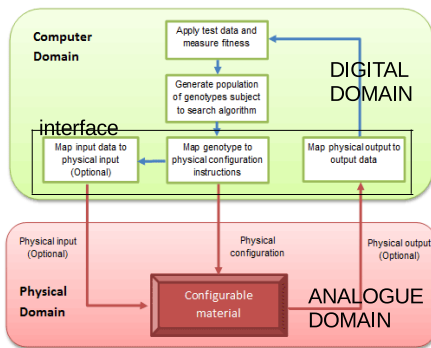 Computer
Domain
Apply test data and
measure fitness
DIGITAL
DOMAIN
Generate population
of genotypes subject
to search algorithm
interface
Map input data to
physical input
(Optional)
Map genotype to
physical configuration
instructions
Map physical output to
output data
Physical input
(Optional)
Physical
configuration
Physical output
(Optional)
Physical
Domain
Configurable
material
ANALOGUE
DOMAIN